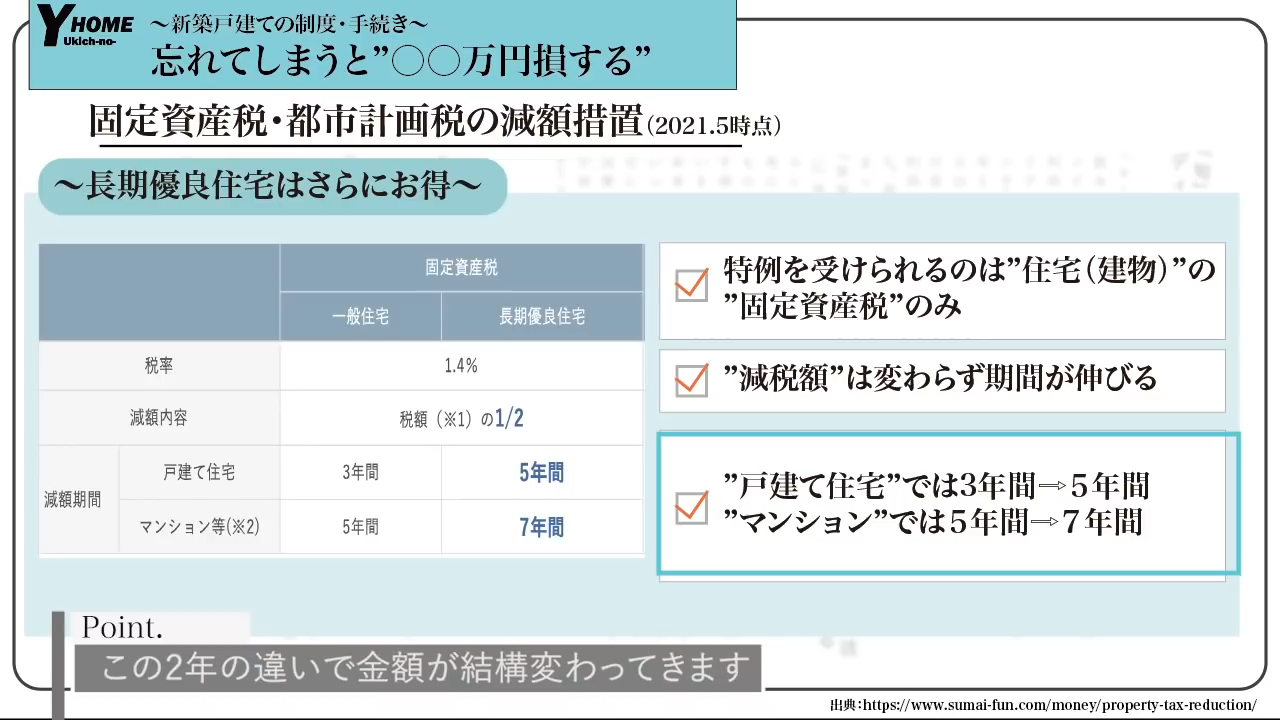 YHOME
Ukich-no-
～新築戸建ての制度・手続き～
忘れてしまうと”○○万円損する”
固定資産税・都市計画税の減額措置(2021.5時点)
～長期優良住宅はさらにお得～
固定資産税
一般住宅 長期優良住宅
税率 1.4%
減額内容 税額（※1）の1/2
減額期間 戸建て住宅 3年間 5年間
マンション等(※2) 5年間 7年間
特例を受けられるのは”住宅（建物）”の
”固定資産税”のみ
”減税額”は変わらず期間が伸びる
”戸建て住宅”では3年間⇒５年間
”マンション”では５年間⇒７年間
Point.
この2年の違いで金額が結構変わってきます
出典：https://www.sumai-fun.com/money/property-tax-reduction/